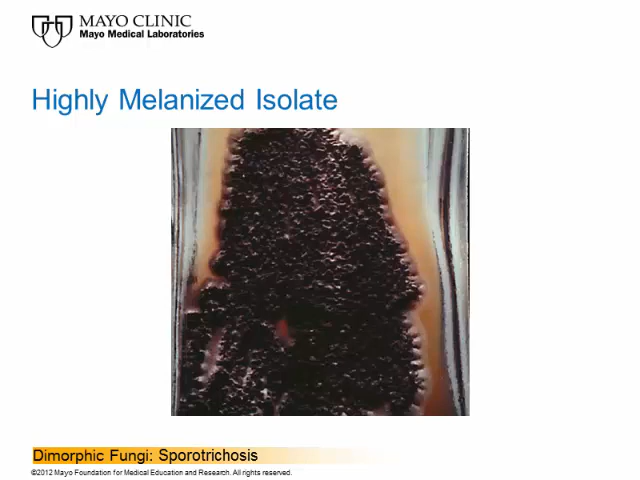 MAYO CLINIC
Mayo Medical Laboratories
Highly Melanized Isolate
Dimorphic Fungi: Sporotrichosis
©2012 Mayo Foundation for Medical Education and Research. All rights reserved.